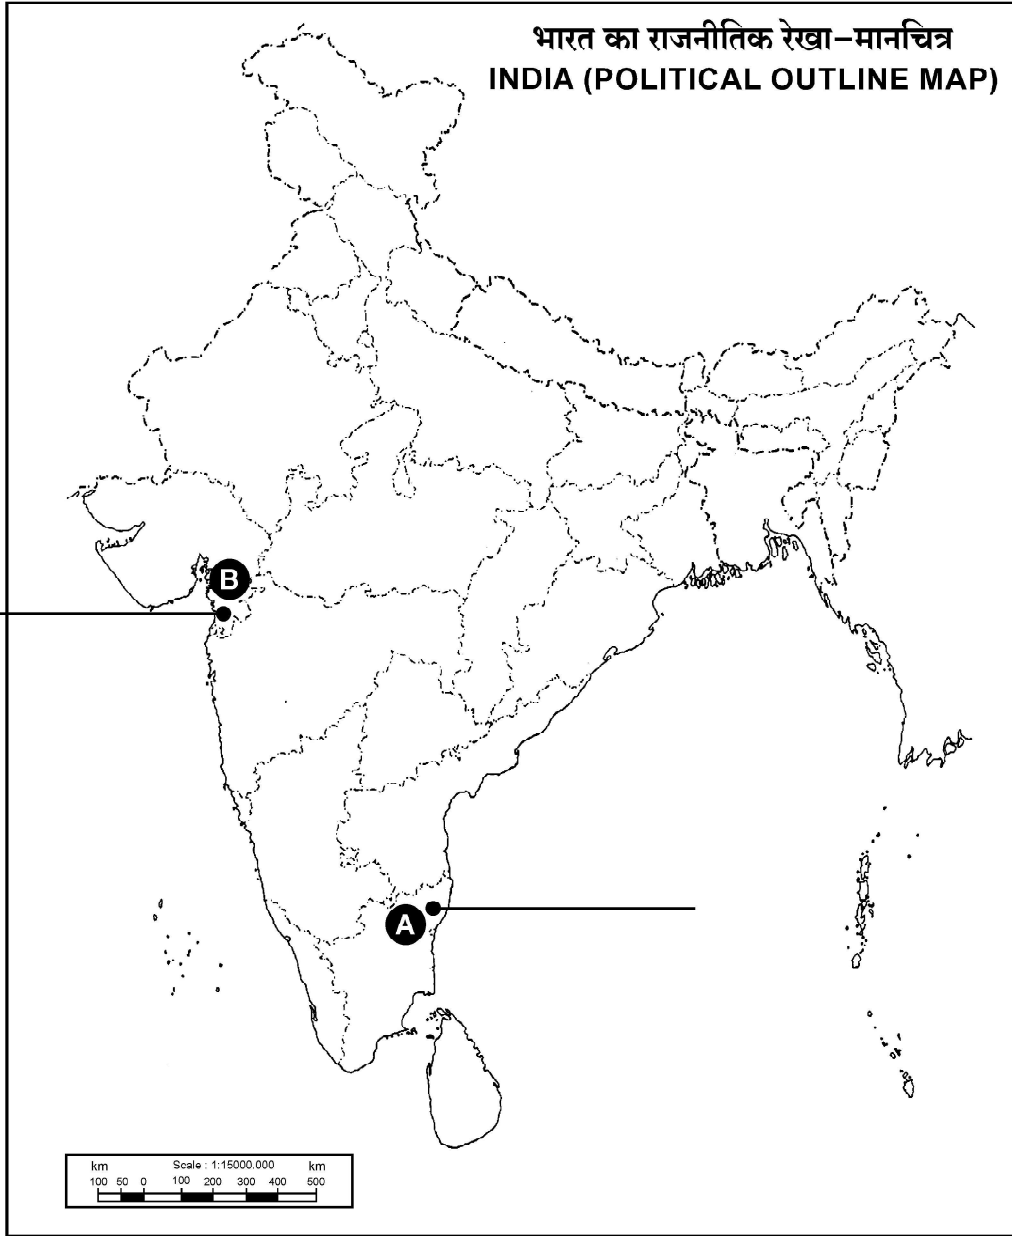 भारत का राजनीतिक रेखा–मानचित्र
INDIA (POLITICAL OUTLINE MAP)
B
A
km Scale : 1:15000,000 km
100 50 0 100 200 300 400 500